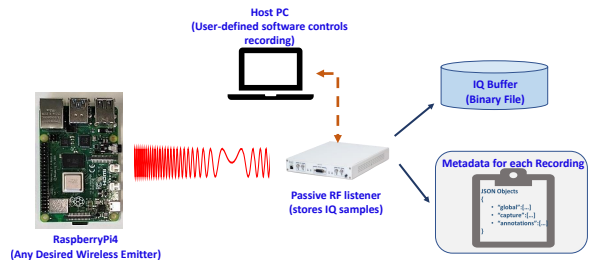 Host PC
(User-defined software controls
recording)
IQ Buffer
(Binary File)
Metadata for each Recording
JSON Objects
{
• "global":[…]
• "capture":[…]
• "annotations":[…]
}
Passive RF listener
(stores IQ samples)
RaspberryPi4
(Any Desired Wireless Emitter)